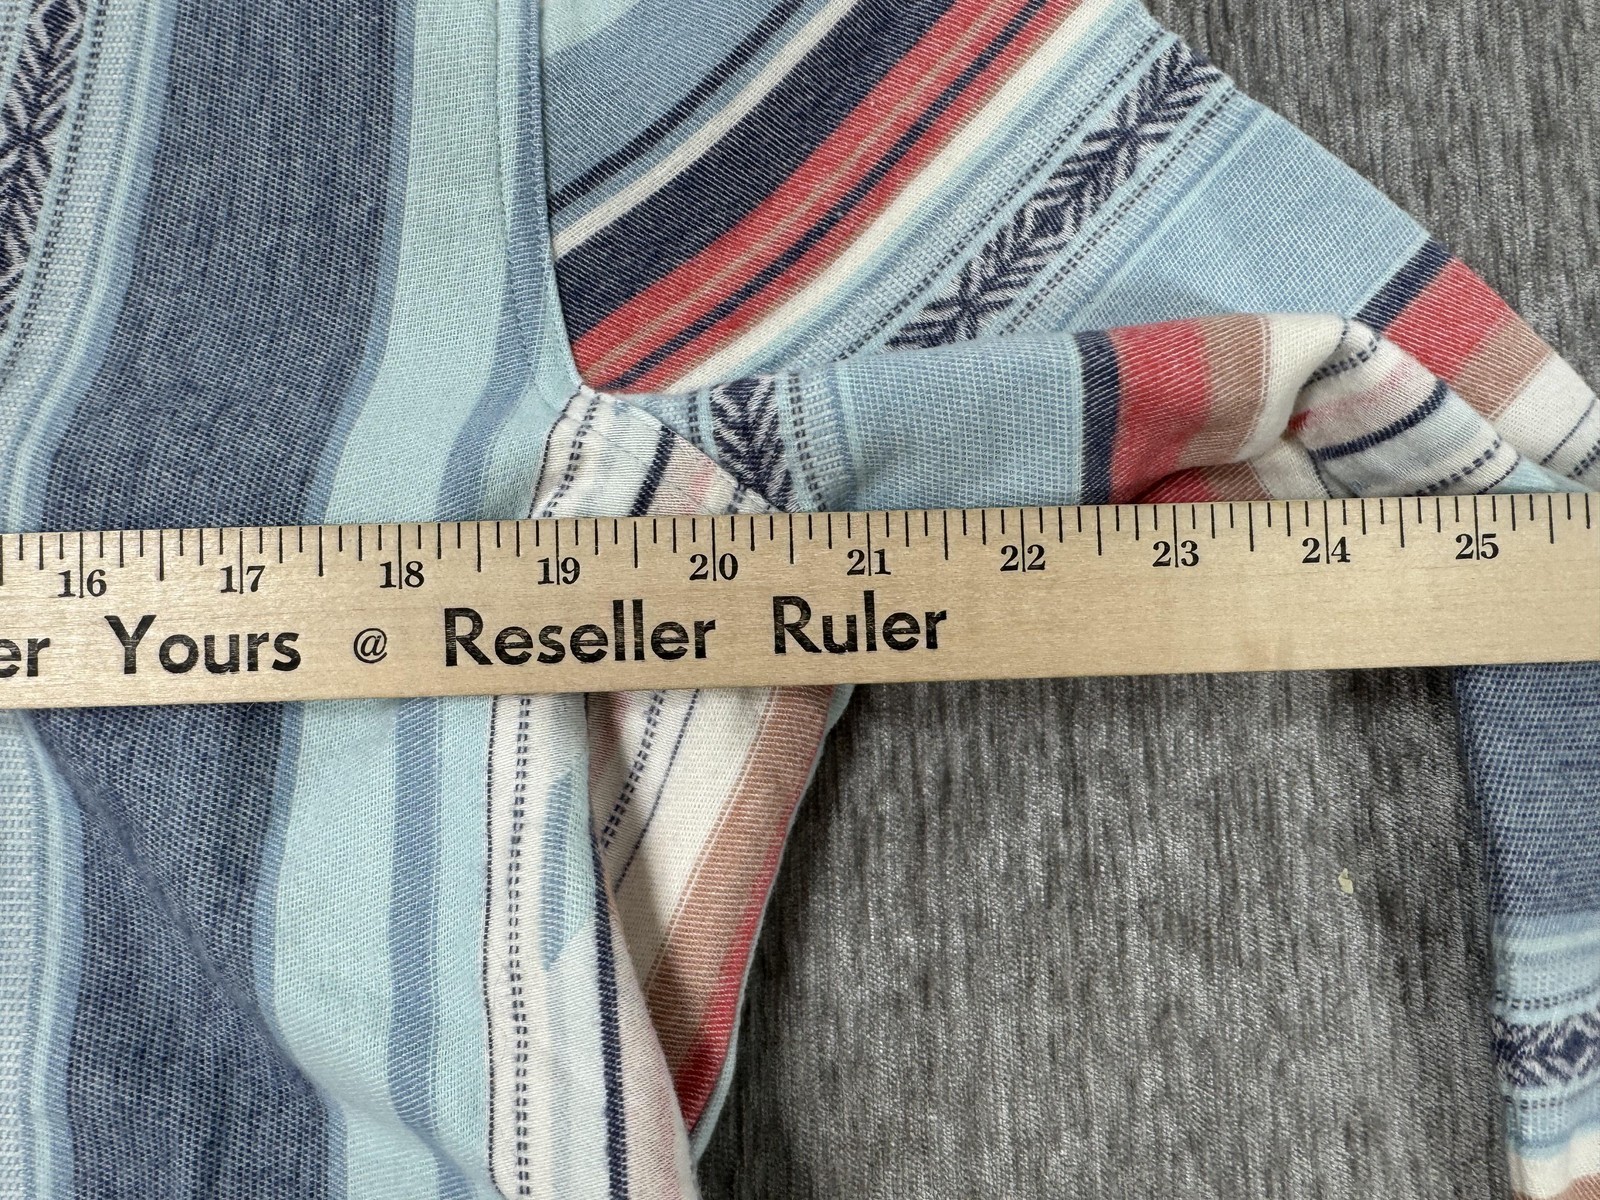 16 17 18 19 20 21 22 23 24 25
er Yours @ Reseller Ruler